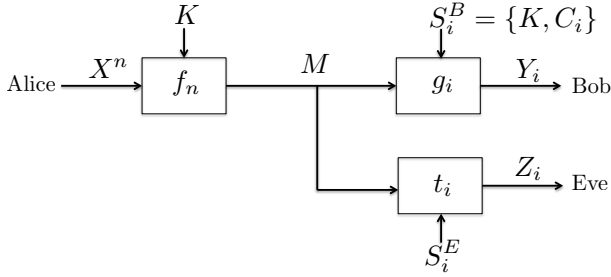 K
S_i^B = {K, C_i}
Alice
X^n
f_n
M
g_i
Y_i
Bob
t_i
Z_i
Eve
S_i^E